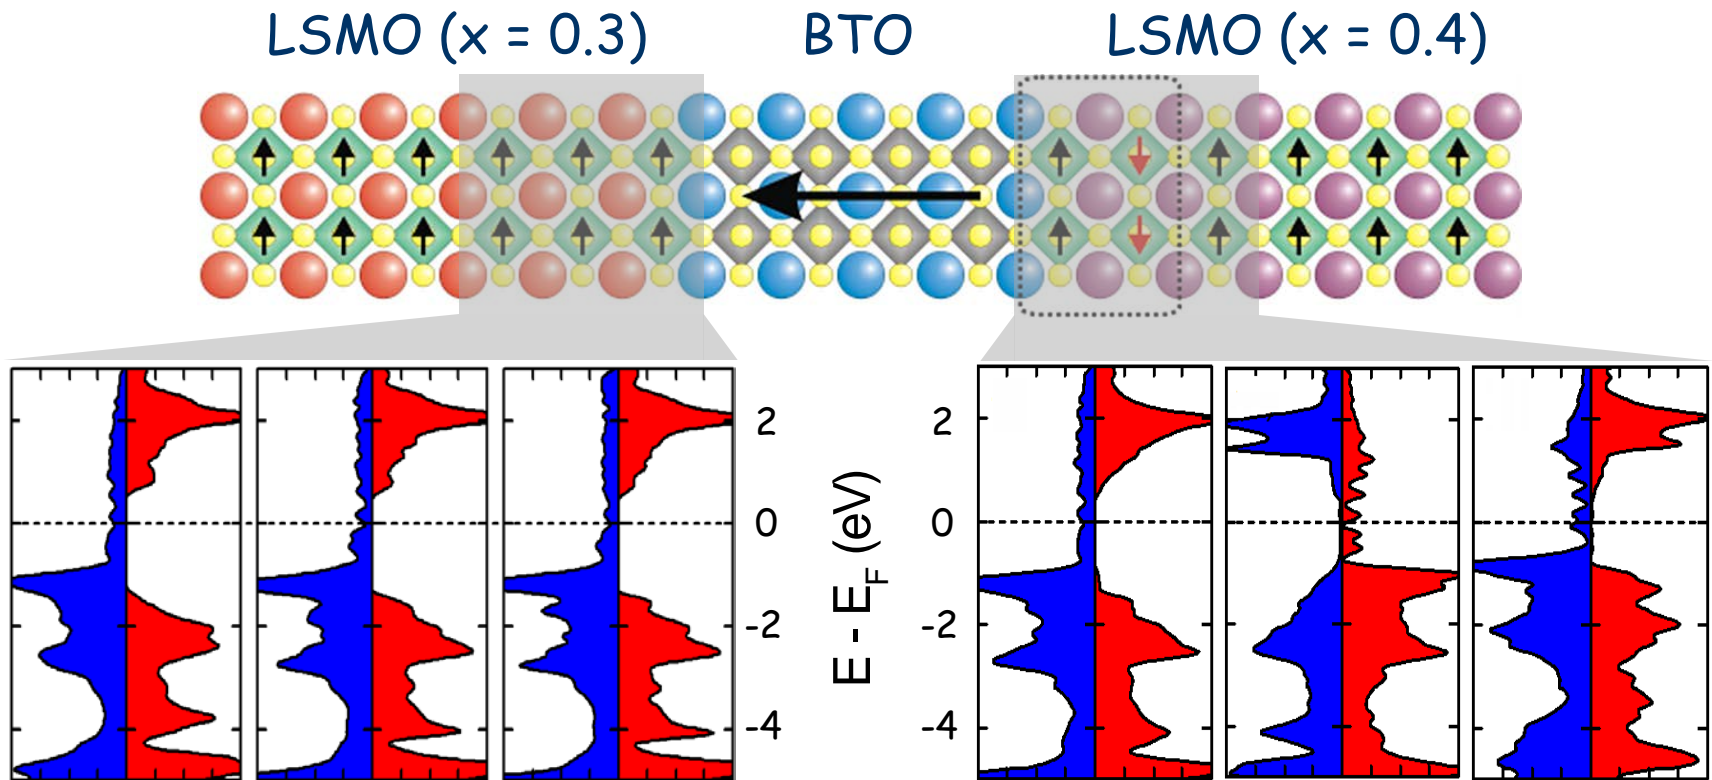 LSMO (x = 0.3) BTO LSMO (x = 0.4)
2 2
0 0
-2 -2
-4 -4
E - E_F (eV)